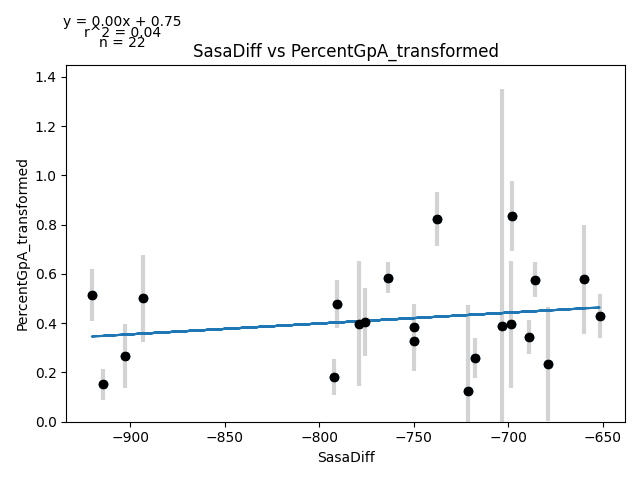 y = 0.00x + 0.75
r^2 = 0.04
n = 22
SasaDiff vs PercentGpA_transformed
PercentGpA_transformed
1.4
1.2
1.0
0.8
0.6
0.4
0.2
0.0
−900
−850
−800
−750
−700
−650
SasaDiff